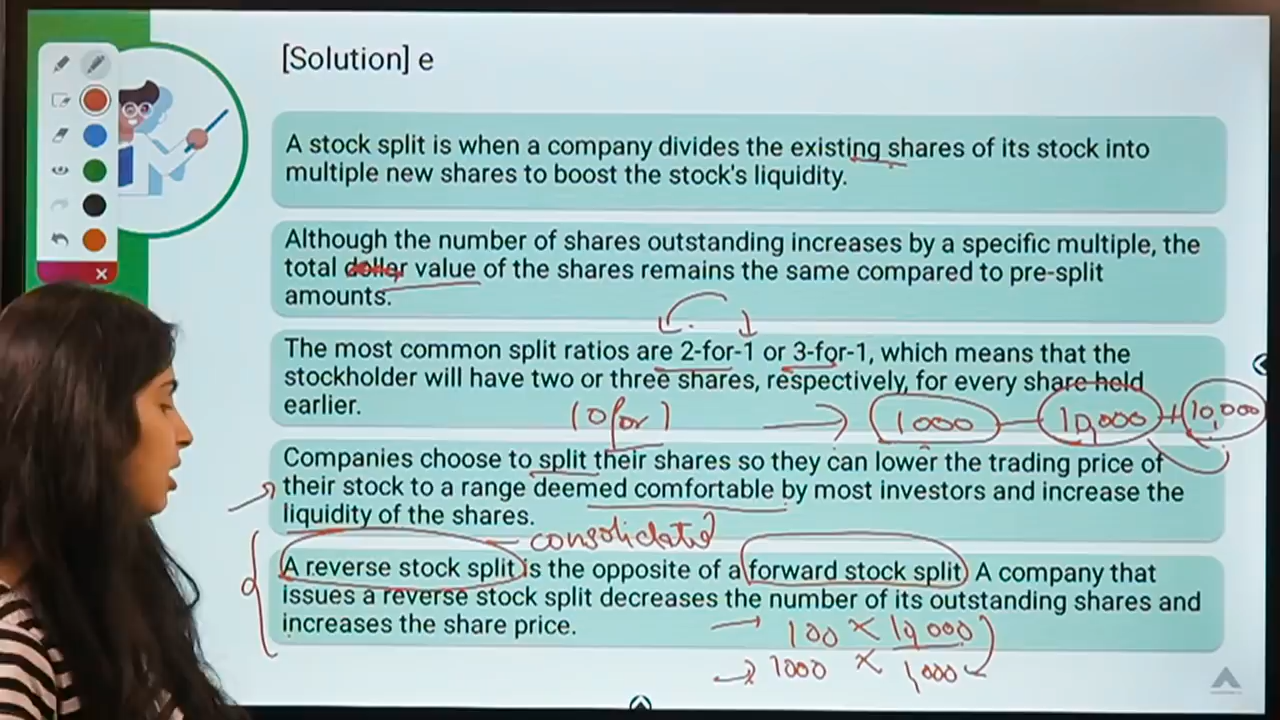 [Solution] e
A stock split is when a company divides the existing shares of its stock into
multiple new shares to boost the stock's liquidity.
Although the number of shares outstanding increases by a specific multiple, the
total dollar value of the shares remains the same compared to pre-split
amounts.
The most common split ratios are 2-for-1 or 3-for-1, which means that the
stockholder will have two or three shares, respectively, for every share held
earlier.
10 for 1 → 1000 - 10,000 + 10,000
Companies choose to split their shares so they can lower the trading price of
their stock to a range deemed comfortable by most investors and increase the
liquidity of the shares.
consolidated
A reverse stock split is the opposite of a forward stock split. A company that
issues a reverse stock split decreases the number of its outstanding shares and
increases the share price.
100 × 10,000
1000 × 1,000